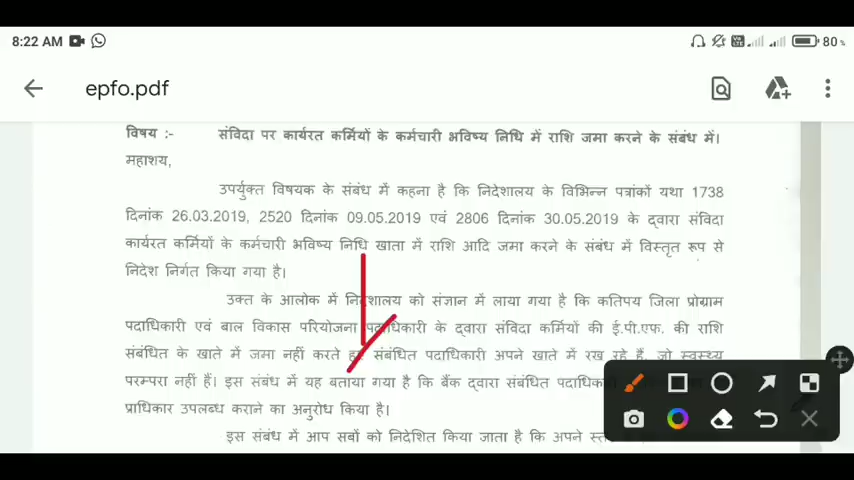 8:22 AM
80%
epfo.pdf
विषय :- संविदा पर कार्यरत कर्मियों के कर्मचारी भविष्य निधि में राशि जमा करने के संबंध में।
महाशय,
उपर्युक्त विषयक के संबंध में कहना है कि निदेशालय के विभिन्न पत्रांकों यथा 1738
दिनांक 26.03.2019, 2520 दिनांक 09.05.2019 एवं 2806 दिनांक 30.05.2019 के द्वारा संविदा
कार्यरत कर्मियों के कर्मचारी भविष्य निधि खाता में राशि आदि जमा करने के संबंध में विस्तृत रूप से
निदेश निर्गत किया गया है।
उक्त के आलोक में निदेशालय को संज्ञान में लाया गया है कि कतिपय जिला प्रोग्राम
पदाधिकारी एवं बाल विकास परियोजना पदाधिकारी के द्वारा संविदा कर्मियों की ई.पी.एफ. की राशि
संबंधित के खाते में जमा नहीं करते संबंधित पदाधिकारी अपने खाते में रख रहे हैं, जो स्वस्थ्य
परम्परा नहीं हैं। इस संबंध में यह बताया गया है कि बैंक द्वारा संबंधित
प्राधिकार उपलब्ध कराने का अनुरोध किया है।
इस संबंध में आप सबों को निदेशित किया जाता है कि अपने